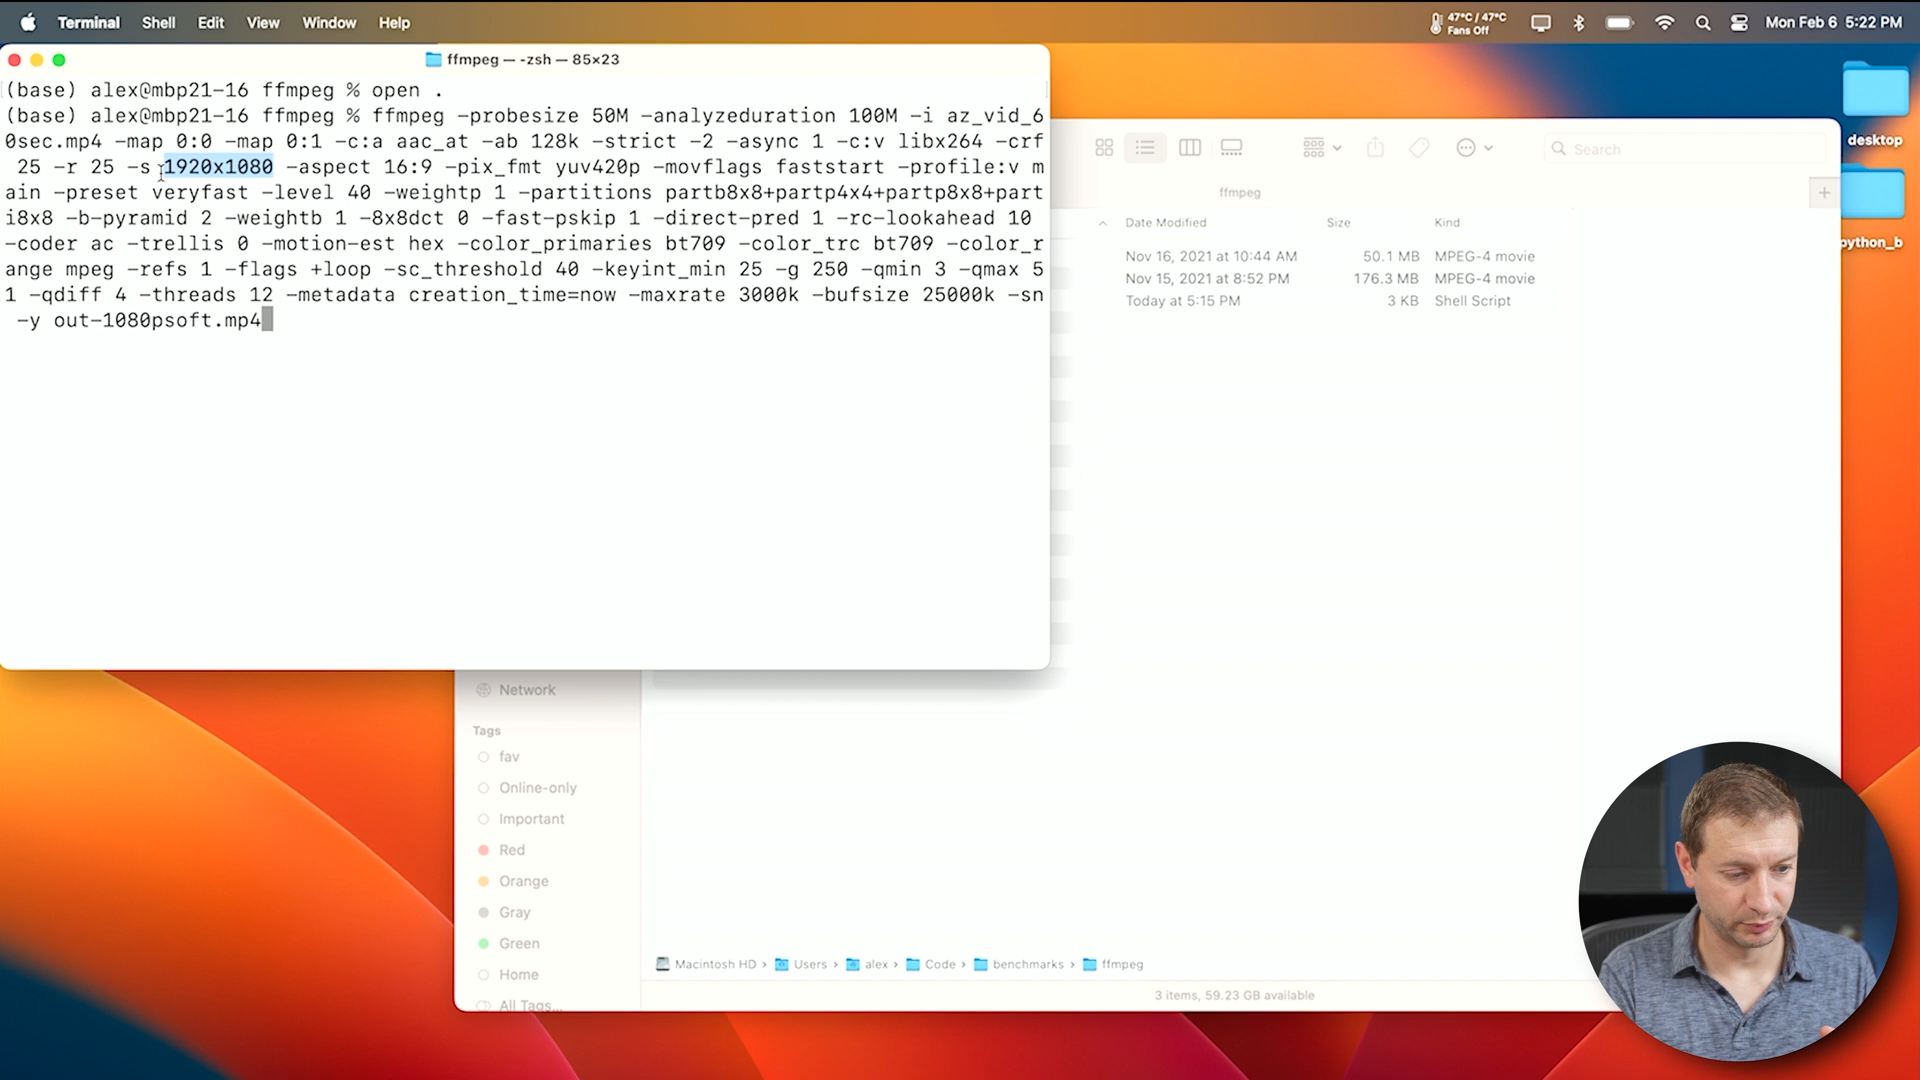 Terminal Shell Edit View Window Help
47°C / 47°C
Fans Off
Mon Feb 6 5:22 PM
ffmpeg — -zsh — 85×23
(base) alex@mbp21-16 ffmpeg % open .
(base) alex@mbp21-16 ffmpeg % ffmpeg -probesize 50M -analyzeduration 100M -i az_vid_6
0sec.mp4 -map 0:0 -map 0:1 -c:a aac_at -ab 128k -strict -2 -async 1 -c:v libx264 -crf
25 -r 25 -s 1920x1080 -aspect 16:9 -pix_fmt yuv420p -movflags faststart -profile:v m
ain -preset veryfast -level 40 -weightp 1 -partitions partb8x8+partp4x4+partp8x8+part
i8x8 -b-pyramid 2 -weightb 1 -8x8dct 0 -fast-pskip 1 -direct-pred 1 -rc-lookahead 10
-coder ac -trellis 0 -motion-est hex -color_primaries bt709 -color_trc bt709 -color_r
ange mpeg -refs 1 -flags +loop -sc_threshold 40 -keyint_min 25 -g 250 -qmin 3 -qmax 5
1 -qdiff 4 -threads 12 -metadata creation_time=now -maxrate 3000k -bufsize 25000k -sn
-y out-1080psoft.mp4
desktop
python_b
Search
ffmpeg
Date Modified Size Kind
Nov 16, 2021 at 10:44 AM 50.1 MB MPEG-4 movie
Nov 15, 2021 at 8:52 PM 176.3 MB MPEG-4 movie
Today at 5:15 PM 3 KB Shell Script
Network
Tags
fav
Online-only
Important
Red
Orange
Gray
Green
Home
All Tags...
Macintosh HD › Users › alex › Code › benchmarks › ffmpeg
3 items, 59.23 GB available